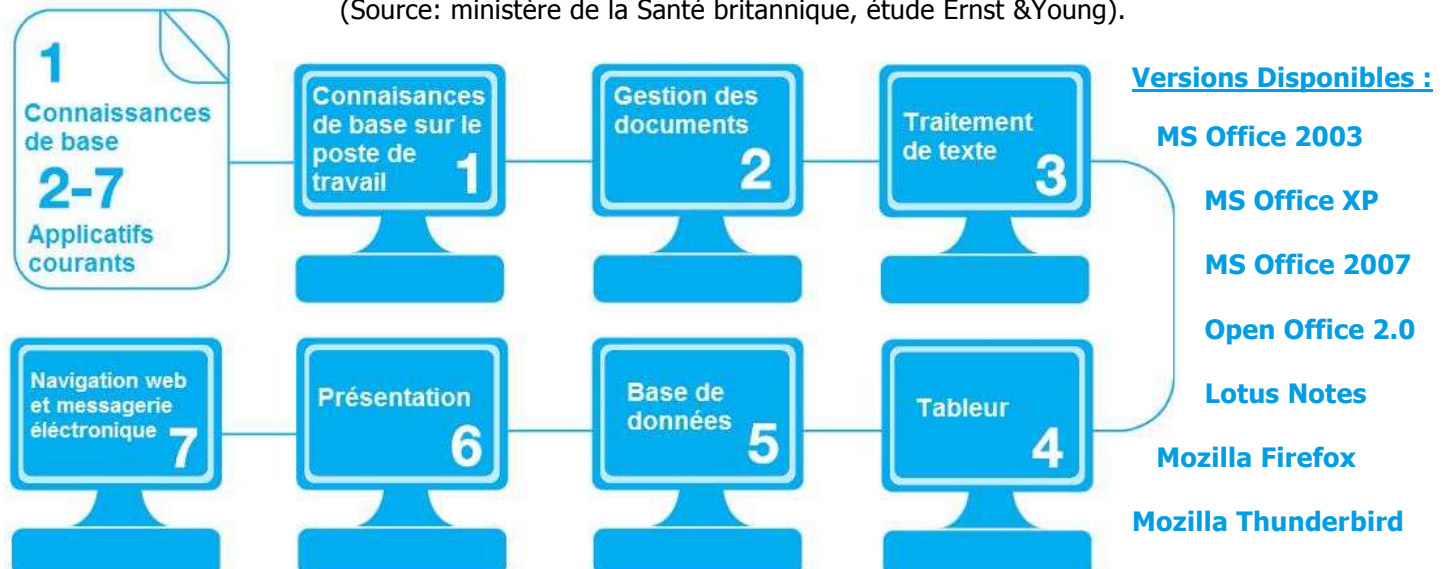 (Source: ministère de la Santé britannique, étude Ernst &Young).
1
Connaissances
de base
2-7
Applicatifs
courants
Connaisances
de base sur le
poste de
travail
1
Gestion des
documents
2
Traitement
de texte
3
Versions Disponibles :
MS Office 2003
MS Office XP
MS Office 2007
Open Office 2.0
Lotus Notes
Mozilla Firefox
Mozilla Thunderbird
Navigation web
et messagerie
éléctronique
7
Présentation
6
Base de
données
5
Tableur
4